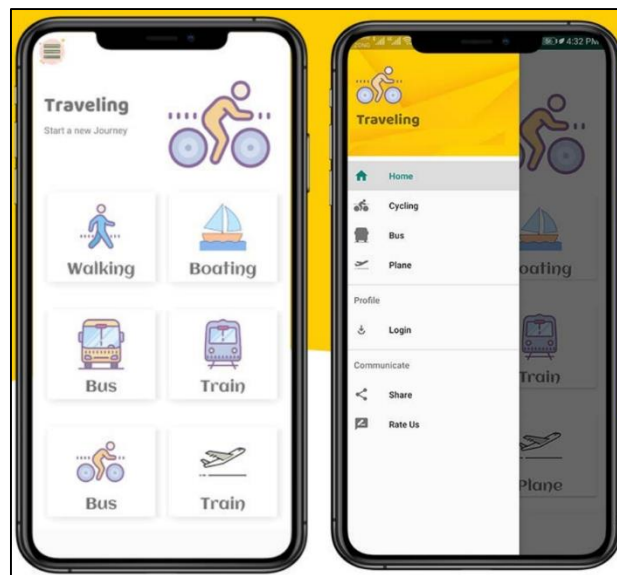 Traveling
Start a new Journey
Walking
Boating
Bus
Train
Bus
Train
4:32 PM
Traveling
Home
Cycling
Bus
Plane
Profile
Login
Communicate
Share
Rate Us
oating
Train
Plane